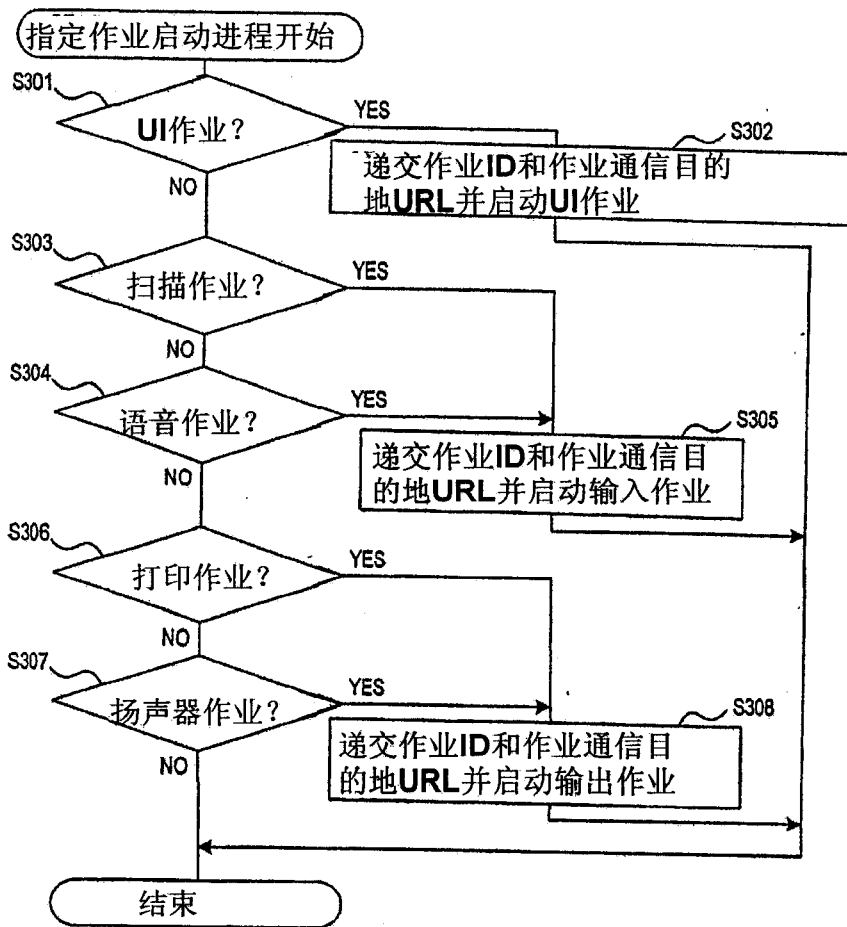 指定作业启动进程开始
S301
UI作业?
YES
NO
S302
递交作业ID和作业通信目的
地URL并启动UI作业
S303
扫描作业?
YES
NO
S304
语音作业?
YES
NO
S305
递交作业ID和作业通信目
的地URL并启动输入作业
S306
打印作业?
YES
NO
S307
扬声器作业?
YES
NO
S308
递交作业ID和作业通信目
的地URL并启动输出作业
结束